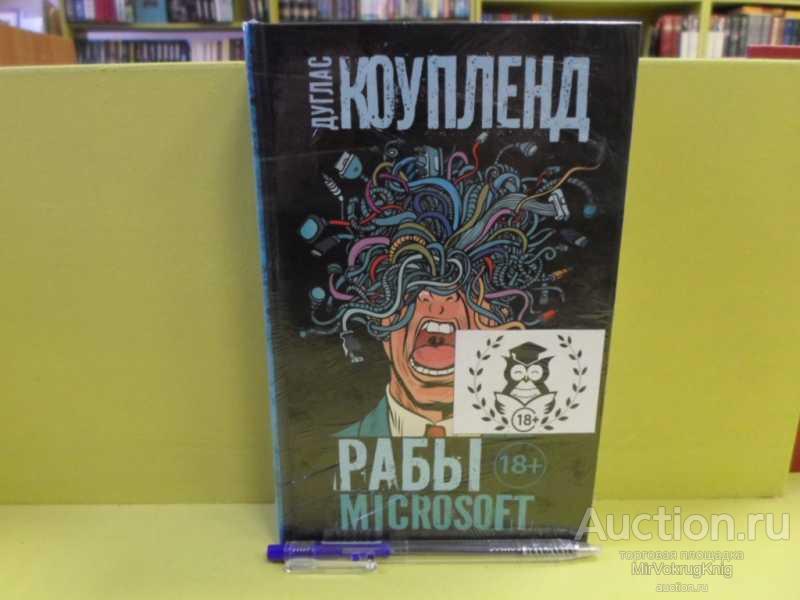 ДУГЛАС
КОУПЛЕНД
18+
РАБЫ
18+
MICROSOFT
Auction.ru
торговая площадка
MirVokrugKnig
auction.ru